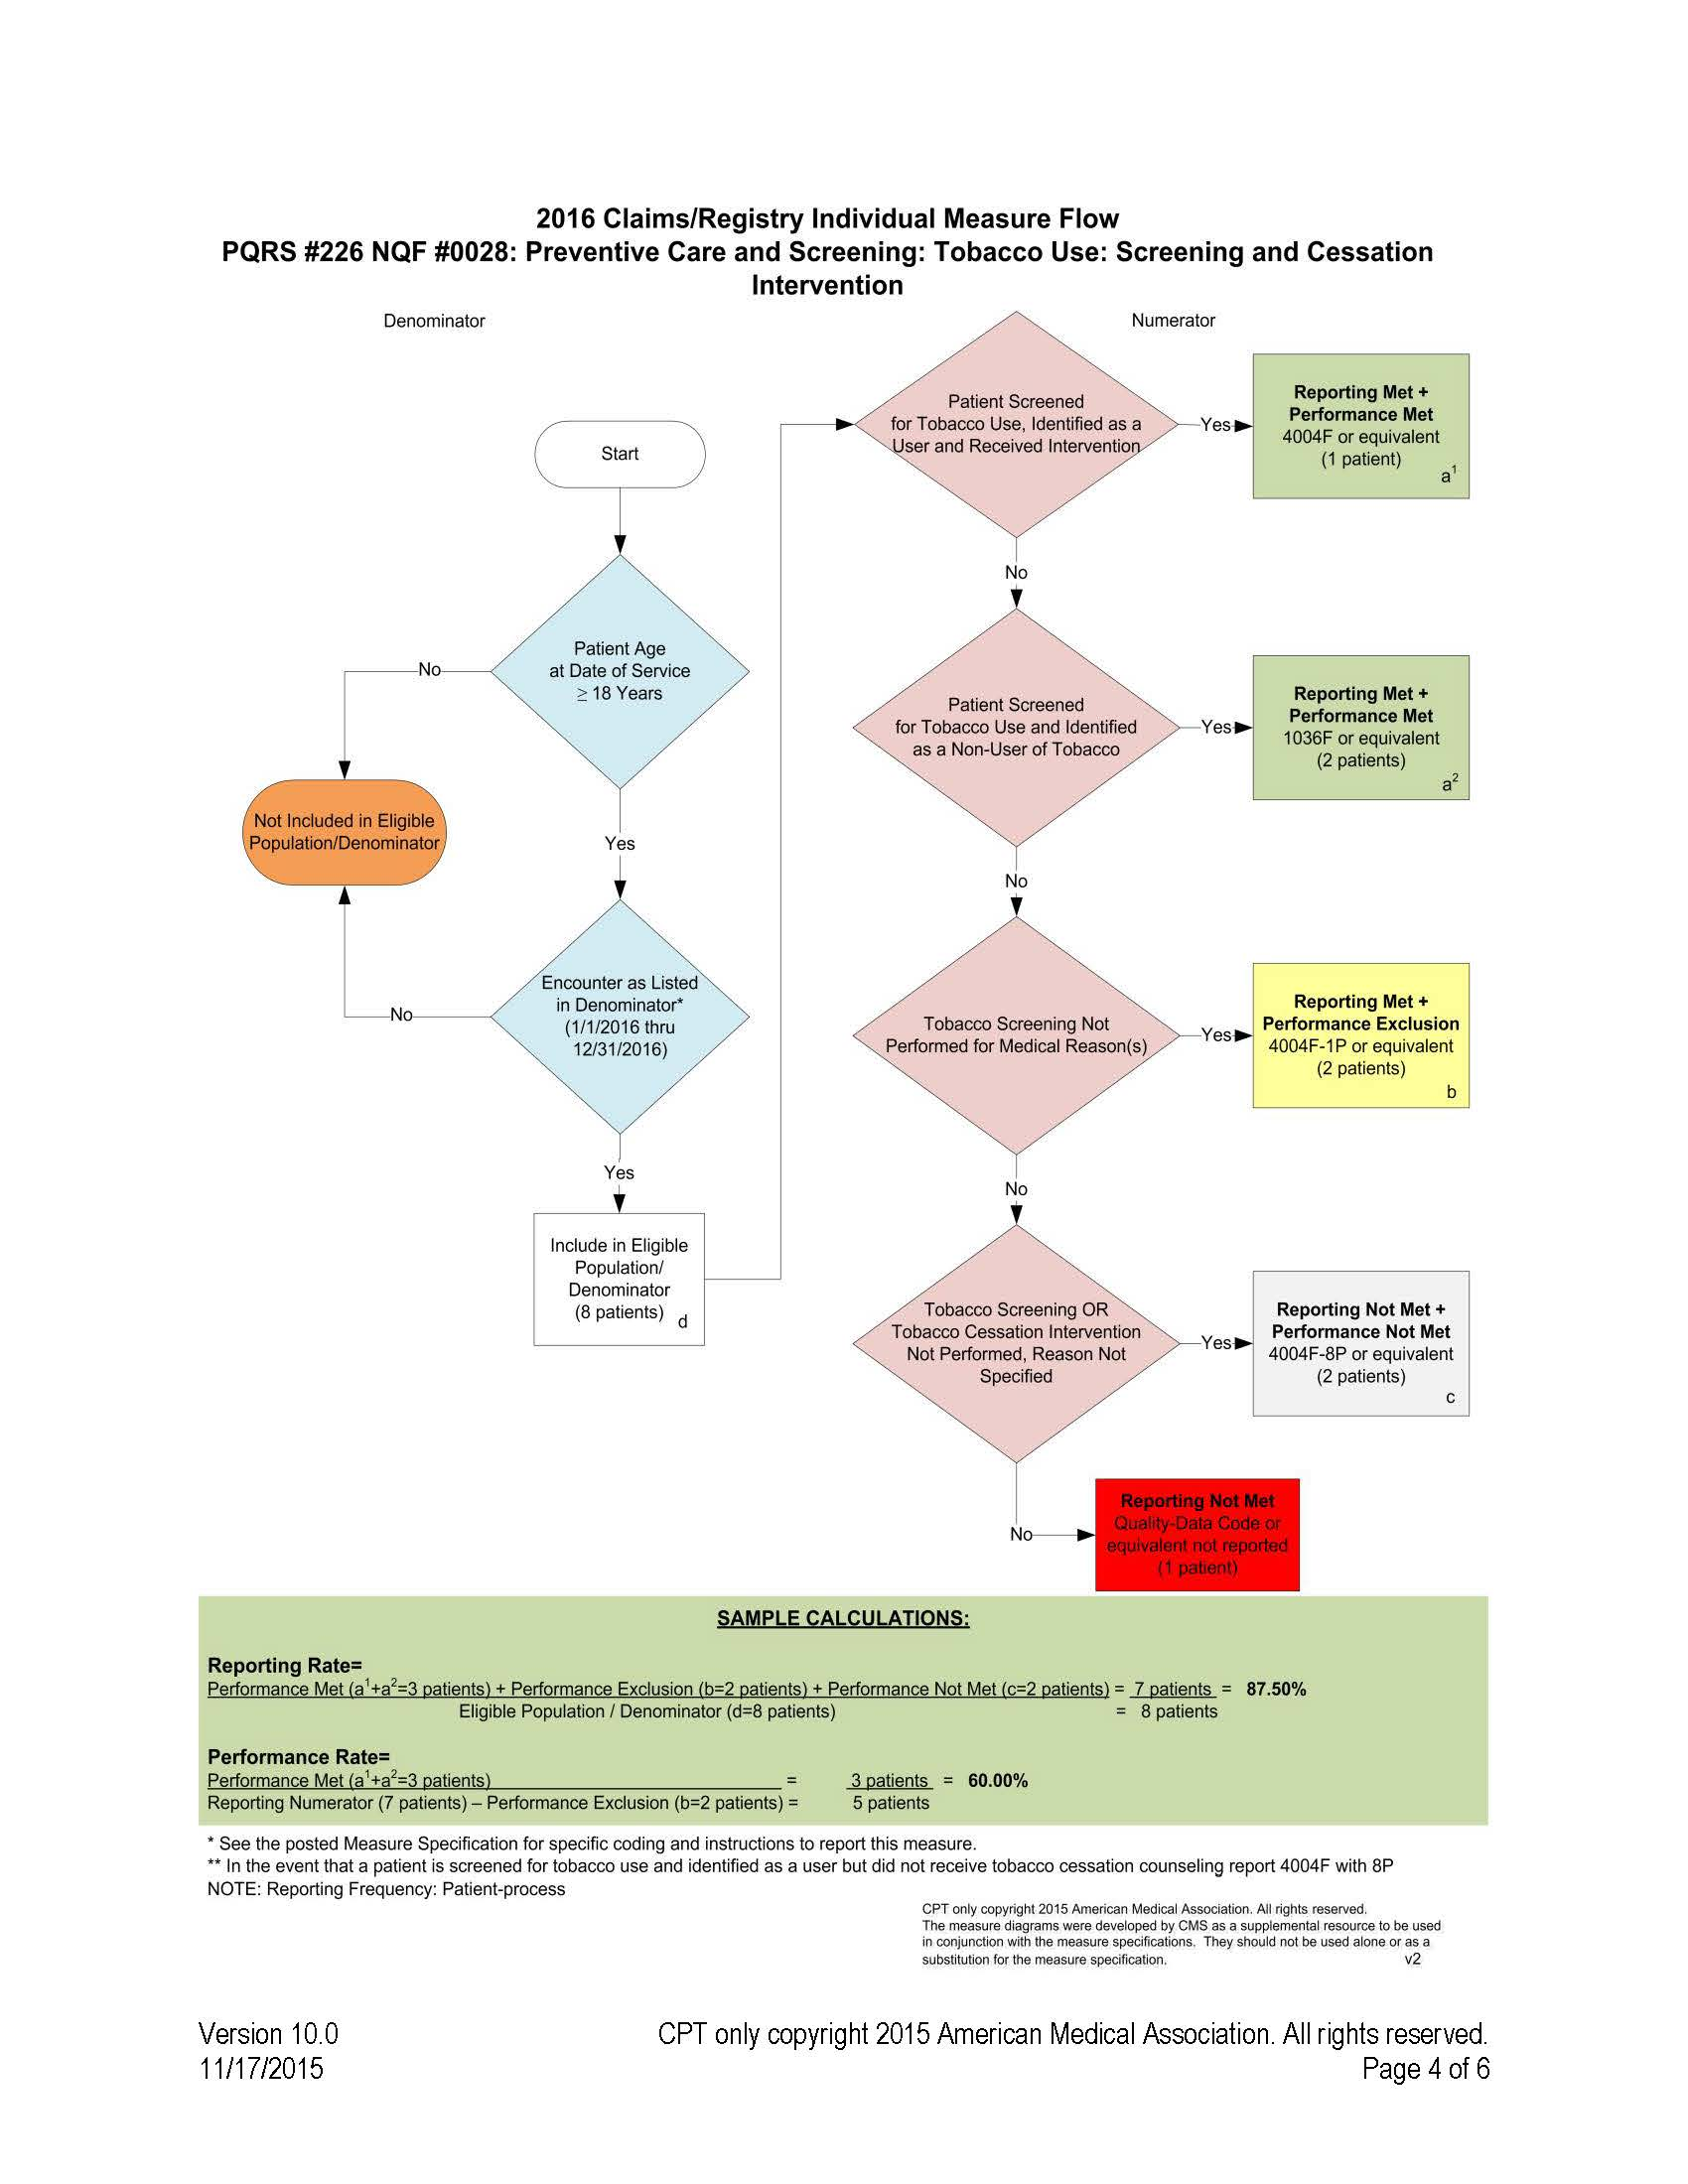 2016 Claims/Registry Individual Measure Flow
PQRS #226 NQF #0028: Preventive Care and Screening: Tobacco Use: Screening and Cessation
Intervention
Denominator
Numerator
Start
Patient Age
at Date of Service
≥ 18 Years
No
Yes
Not Included in Eligible
Population/Denominator
Encounter as Listed
in Denominator*
(1/1/2016 thru
12/31/2016)
No
Yes
Include in Eligible
Population/
Denominator
(8 patients)
d
Patient Screened
for Tobacco Use, Identified as a
User and Received Intervention
Yes
Reporting Met +
Performance Met
4004F or equivalent
(1 patient)
a¹
No
Patient Screened
for Tobacco Use and Identified
as a Non-User of Tobacco
Yes
Reporting Met +
Performance Met
1036F or equivalent
(2 patients)
a²
No
Tobacco Screening Not
Performed for Medical Reason(s)
Yes
Reporting Met +
Performance Exclusion
4004F-1P or equivalent
(2 patients)
b
No
Tobacco Screening OR
Tobacco Cessation Intervention
Not Performed, Reason Not
Specified
Yes
Reporting Not Met +
Performance Not Met
4004F-8P or equivalent
(2 patients)
c
No
Reporting Not Met
Quality-Data Code or
equivalent not reported
(1 patient)
SAMPLE CALCULATIONS:
Reporting Rate=
Performance Met (a¹+a²=3 patients) + Performance Exclusion (b=2 patients) + Performance Not Met (c=2 patients) = 7 patients = 87.50%
Eligible Population / Denominator (d=8 patients) = 8 patients
Performance Rate=
Performance Met (a¹+a²=3 patients) = 3 patients = 60.00%
Reporting Numerator (7 patients) – Performance Exclusion (b=2 patients) = 5 patients
* See the posted Measure Specification for specific coding and instructions to report this measure.
** In the event that a patient is screened for tobacco use and identified as a user but did not receive tobacco cessation counseling report 4004F with 8P
NOTE: Reporting Frequency: Patient-process
CPT only copyright 2015 American Medical Association. All rights reserved.
The measure diagrams were developed by CMS as a supplemental resource to be used
in conjunction with the measure specifications. They should not be used alone or as a
substitution for the measure specification. v2
Version 10.0 CPT only copyright 2015 American Medical Association. All rights reserved.
11/17/2015 Page 4 of 6